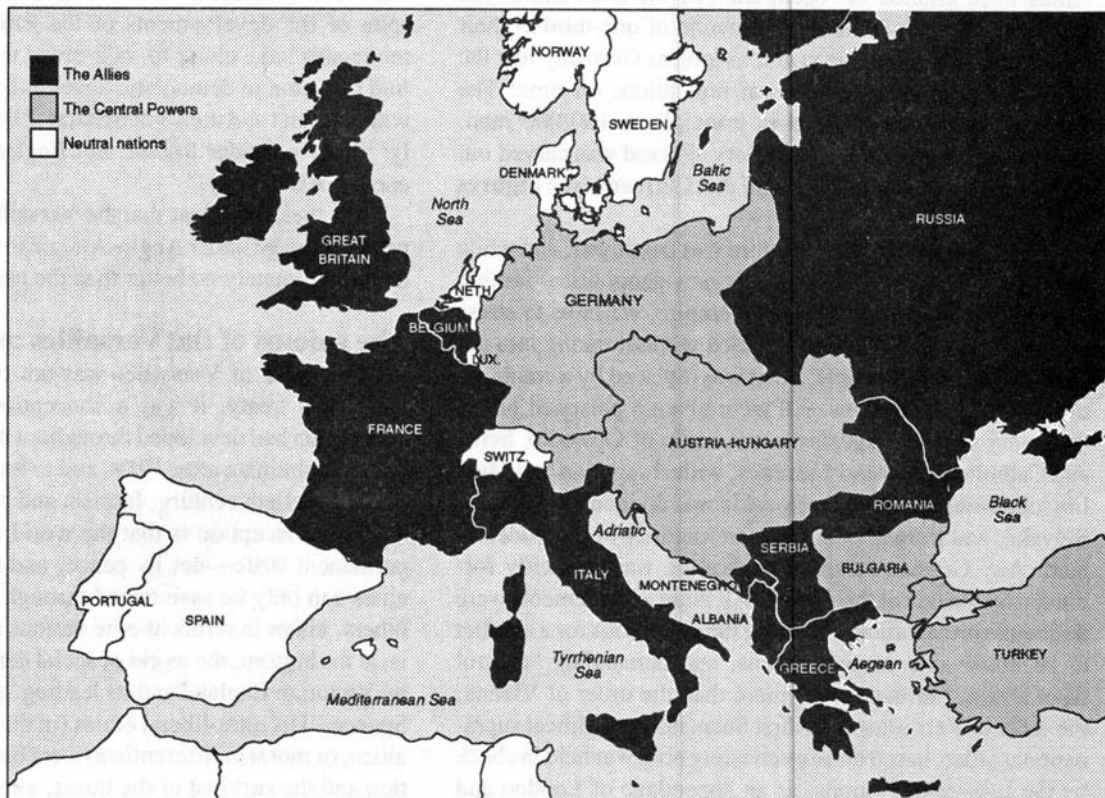 The Allies
The Central Powers
Neutral nations
NORWAY
SWEDEN
DENMARK
Baltic
Sea
North
Sea
RUSSIA
GREAT
BRITAIN
NETH.
GERMANY
BELGIUM
LUX.
FRANCE
SWITZ.
AUSTRIA-HUNGARY
ROMANIA
Black
Sea
Adriatic
SERBIA
BULGARIA
ITALY
MONTENEGRO
ALBANIA
PORTUGAL
SPAIN
Tyrrhenian
Sea
GREECE
Aegean
TURKEY
Mediterranean Sea